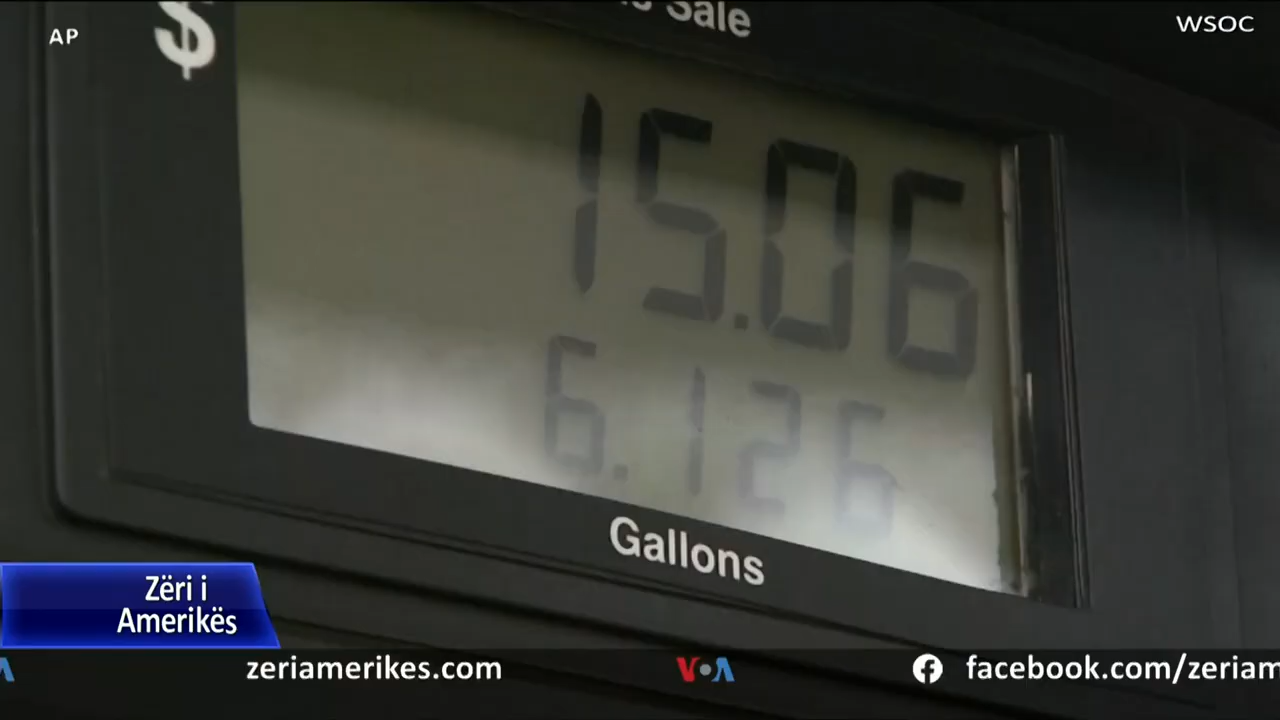 AP
WSOC
$
Sale
15.06
6.126
Gallons
Zëri i
Amerikës
zeriamerikes.com
VOA
facebook.com/zeriam